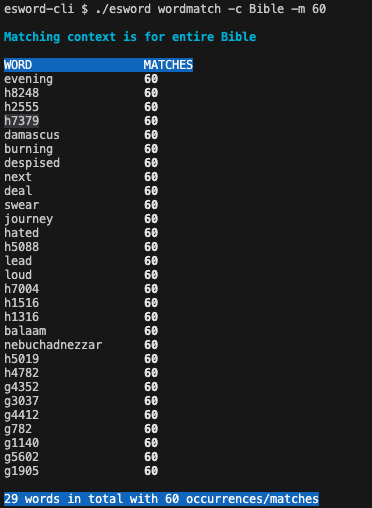 esword-cli $ ./esword wordmatch -c Bible -m 60
Matching context is for entire Bible
WORD MATCHES
evening 60
h8248 60
h2555 60
h7379 60
damascus 60
burning 60
despised 60
next 60
deal 60
swear 60
journey 60
hated 60
h5088 60
lead 60
loud 60
h7004 60
h1516 60
h1316 60
balaam 60
nebuchadnezzar 60
h5019 60
h4782 60
g4352 60
g3037 60
g4412 60
g782 60
g1140 60
g5602 60
g1905 60
29 words in total with 60 occurrences/matches